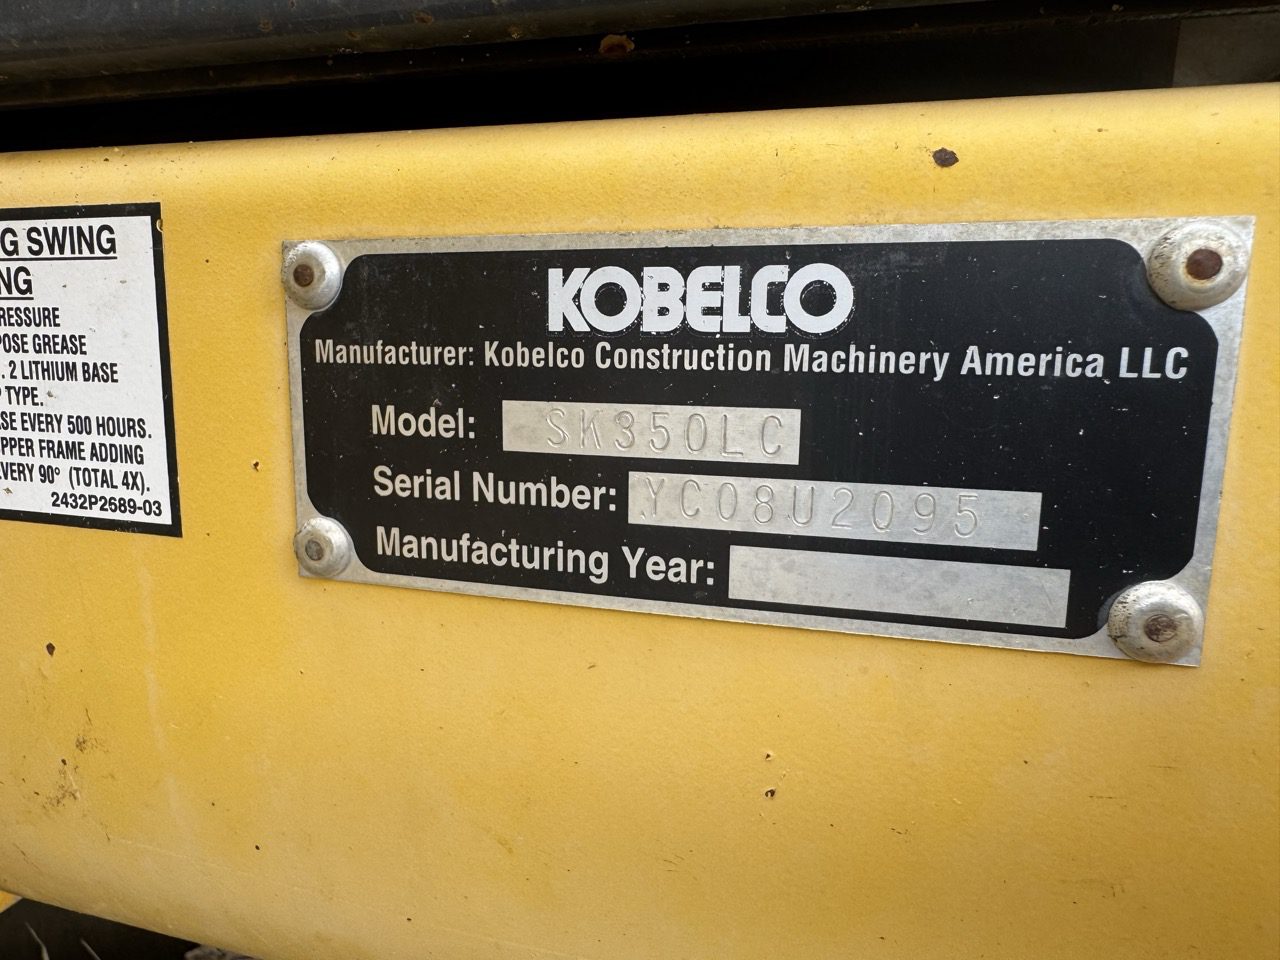 G SWING
NG
RESSURE
POSE GREASE
. 2 LITHIUM BASE
TYPE.
SE EVERY 500 HOURS.
PPER FRAME ADDING
EVERY 90° (TOTAL 4X).
2432P2689-03
KOBELCO
Manufacturer: Kobelco Construction Machinery America LLC
Model: SK350LC
Serial Number: YC08U2095
Manufacturing Year: